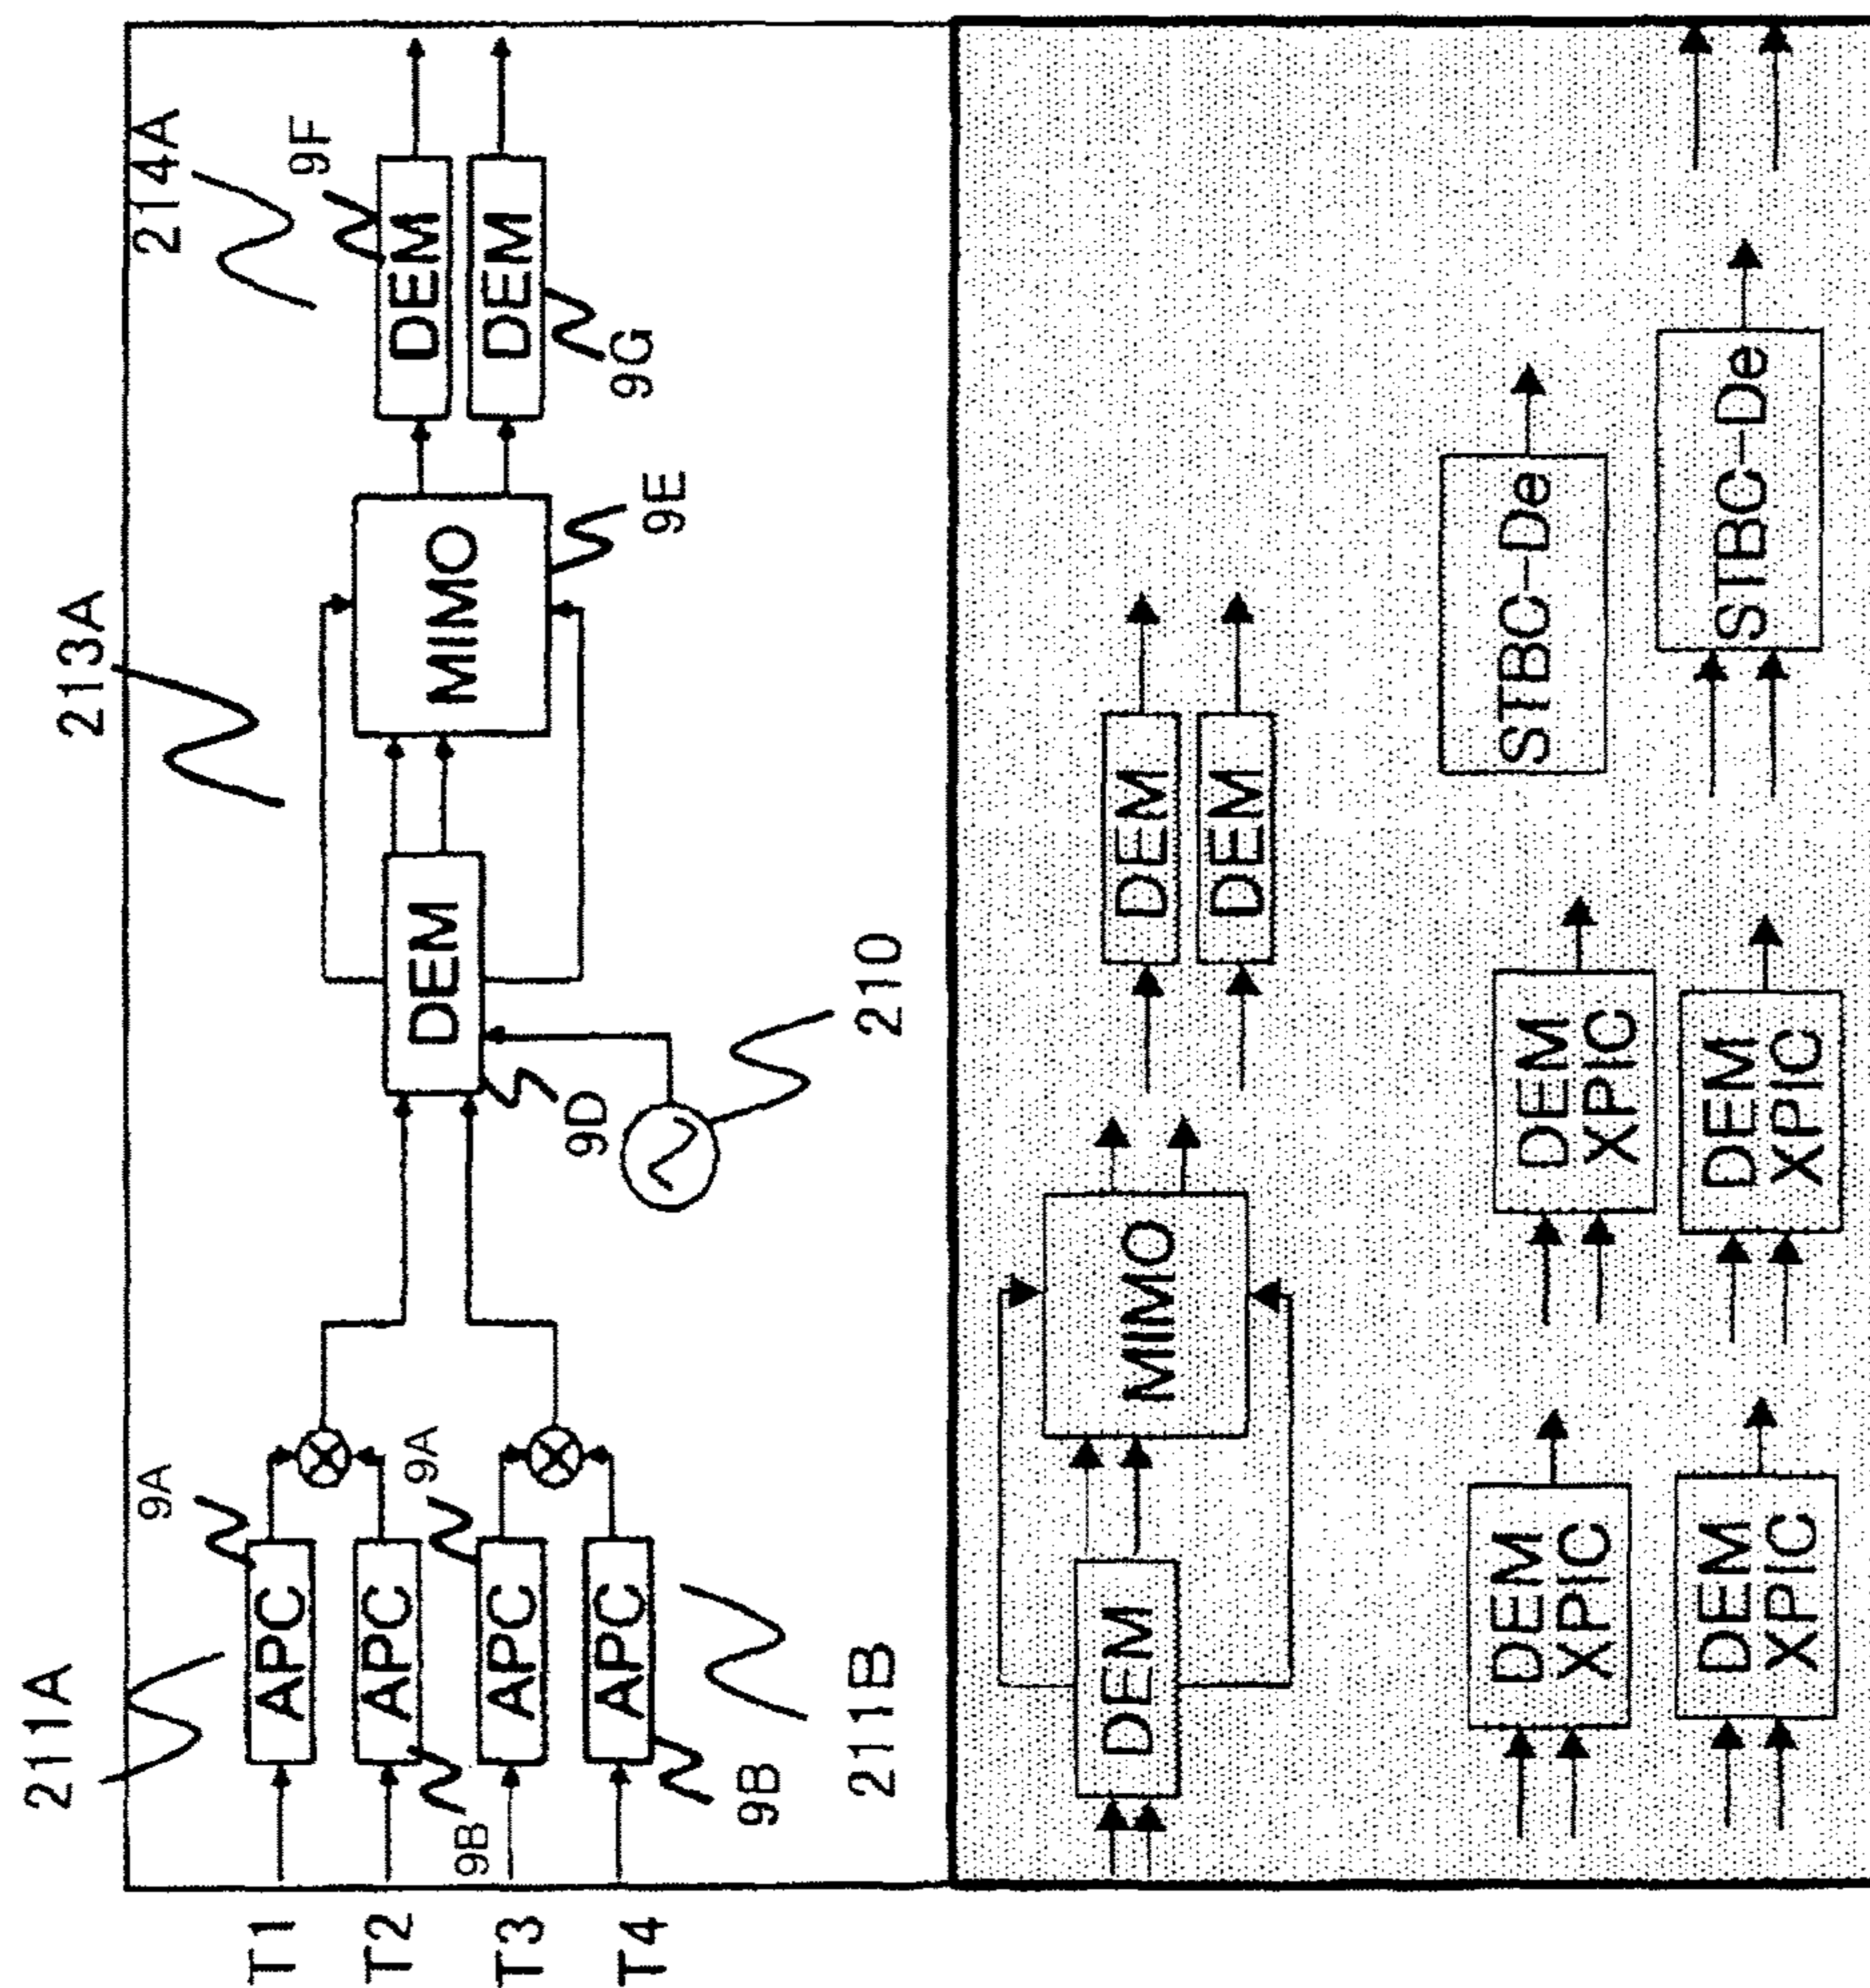 T1
T2
T3
T4
211A
9A
APC
APC
9B
9A
APC
APC
9B
211B
213A
DEM
9D
210
MIMO
9E
214A
9F
DEM
DEM
9G
DEM
MIMO
DEM
DEM
DEM
XPIC
DEM
XPIC
STBC-De
DEM
XPIC
DEM
XPIC
STBC-De